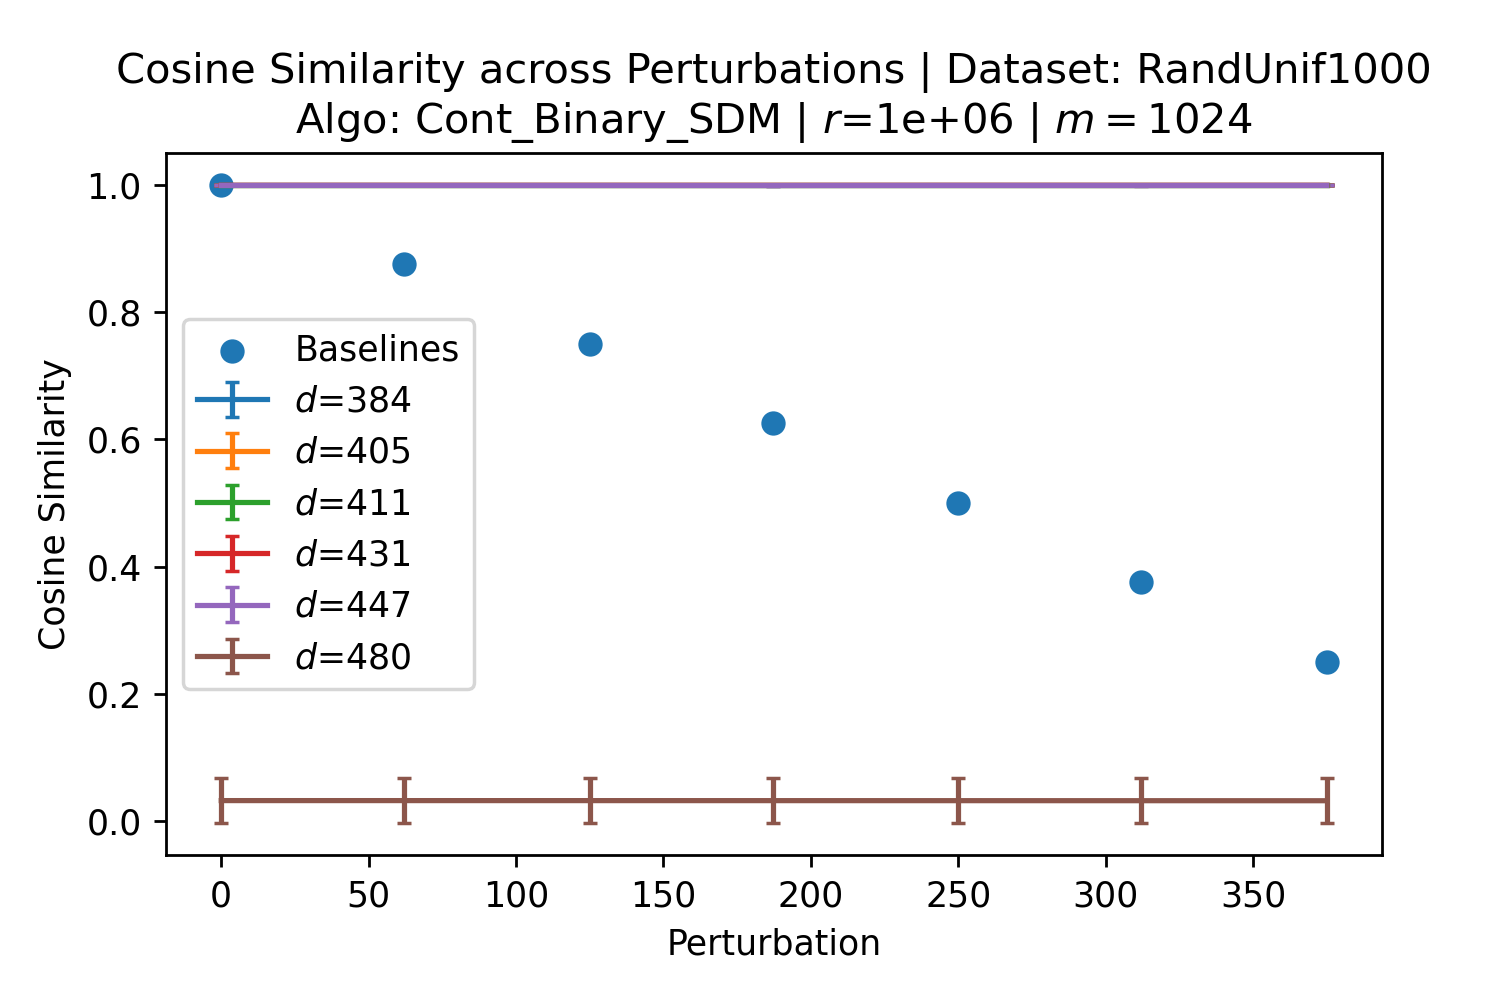 Cosine Similarity across Perturbations | Dataset: RandUnif1000
Algo: Cont_Binary_SDM | r=1e+06 | m = 1024
Cosine Similarity
1.0
0.8
0.6
0.4
0.2
0.0
Baselines
d=384
d=405
d=411
d=431
d=447
d=480
0 50 100 150 200 250 300 350
Perturbation